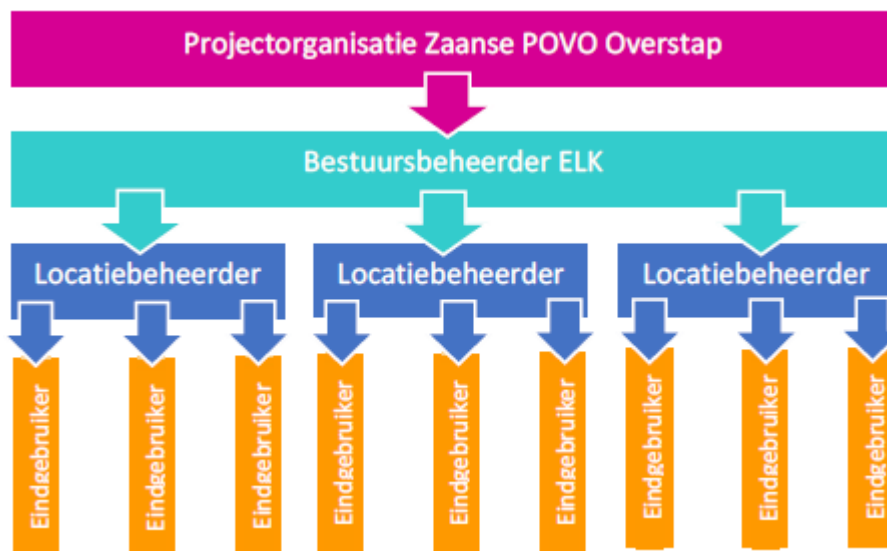 Projectorganisatie Zaanse POVO Overstap
Bestuursbeheerder ELK
Locatiebeheerder
Locatiebeheerder
Locatiebeheerder
Eindgebruiker
Eindgebruiker
Eindgebruiker
Eindgebruiker
Eindgebruiker
Eindgebruiker
Eindgebruiker
Eindgebruiker
Eindgebruiker